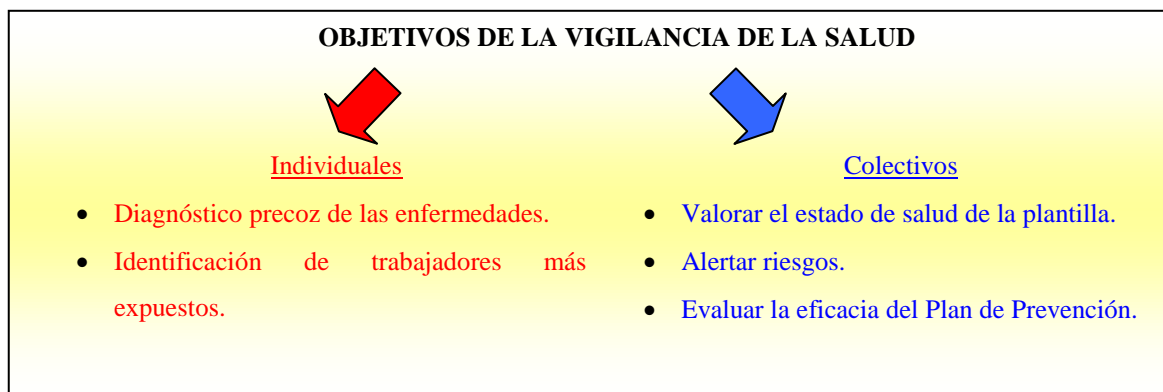 OBJETIVOS DE LA VIGILANCIA DE LA SALUD
Individuales
• Diagnóstico precoz de las enfermedades.
• Identificación de trabajadores más
expuestos.
Colectivos
• Valorar el estado de salud de la plantilla.
• Alertar riesgos.
• Evaluar la eficacia del Plan de Prevención.